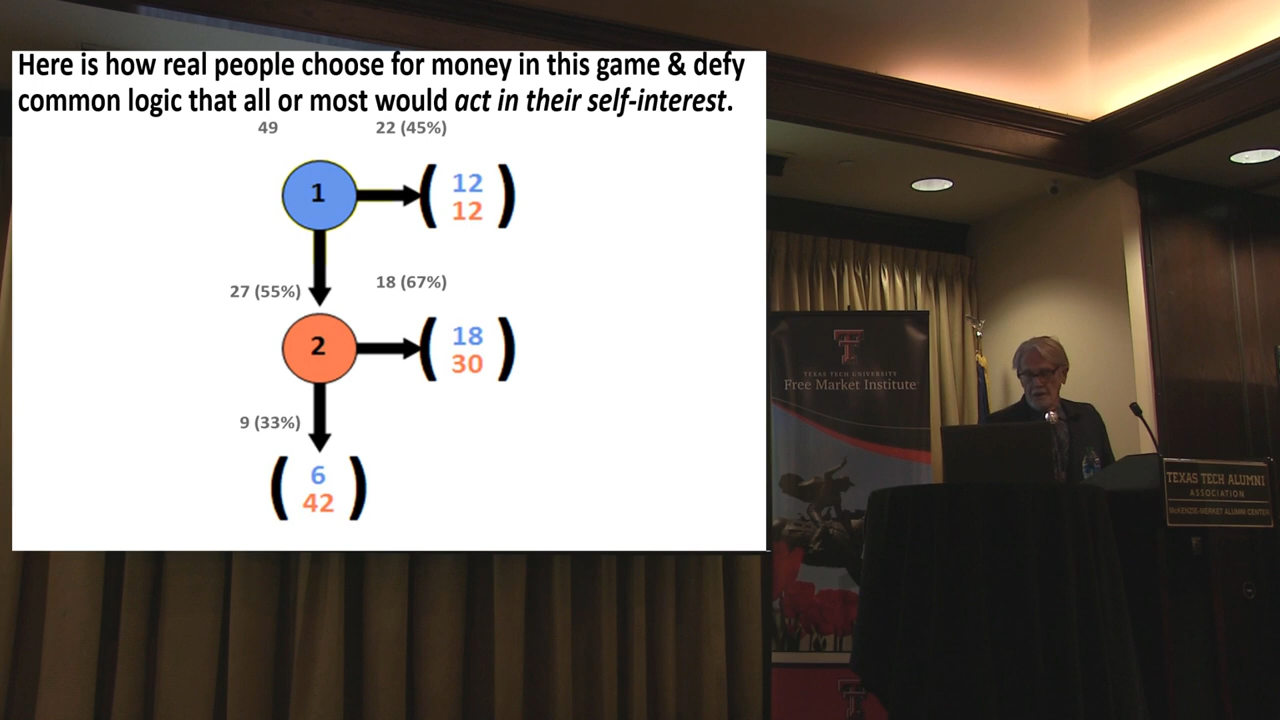 Here is how real people choose for money in this game & defy
common logic that all or most would act in their self-interest.
49
22 (45%)
1
( 12
12 )
27 (55%)
18 (67%)
2
( 18
30 )
9 (33%)
( 6
42 )
TEXAS TECH UNIVERSITY
Free Market Institute
TEXAS TECH ALUMNI
ASSOCIATION
McKENZIE-MERKET ALUMNI CENTER